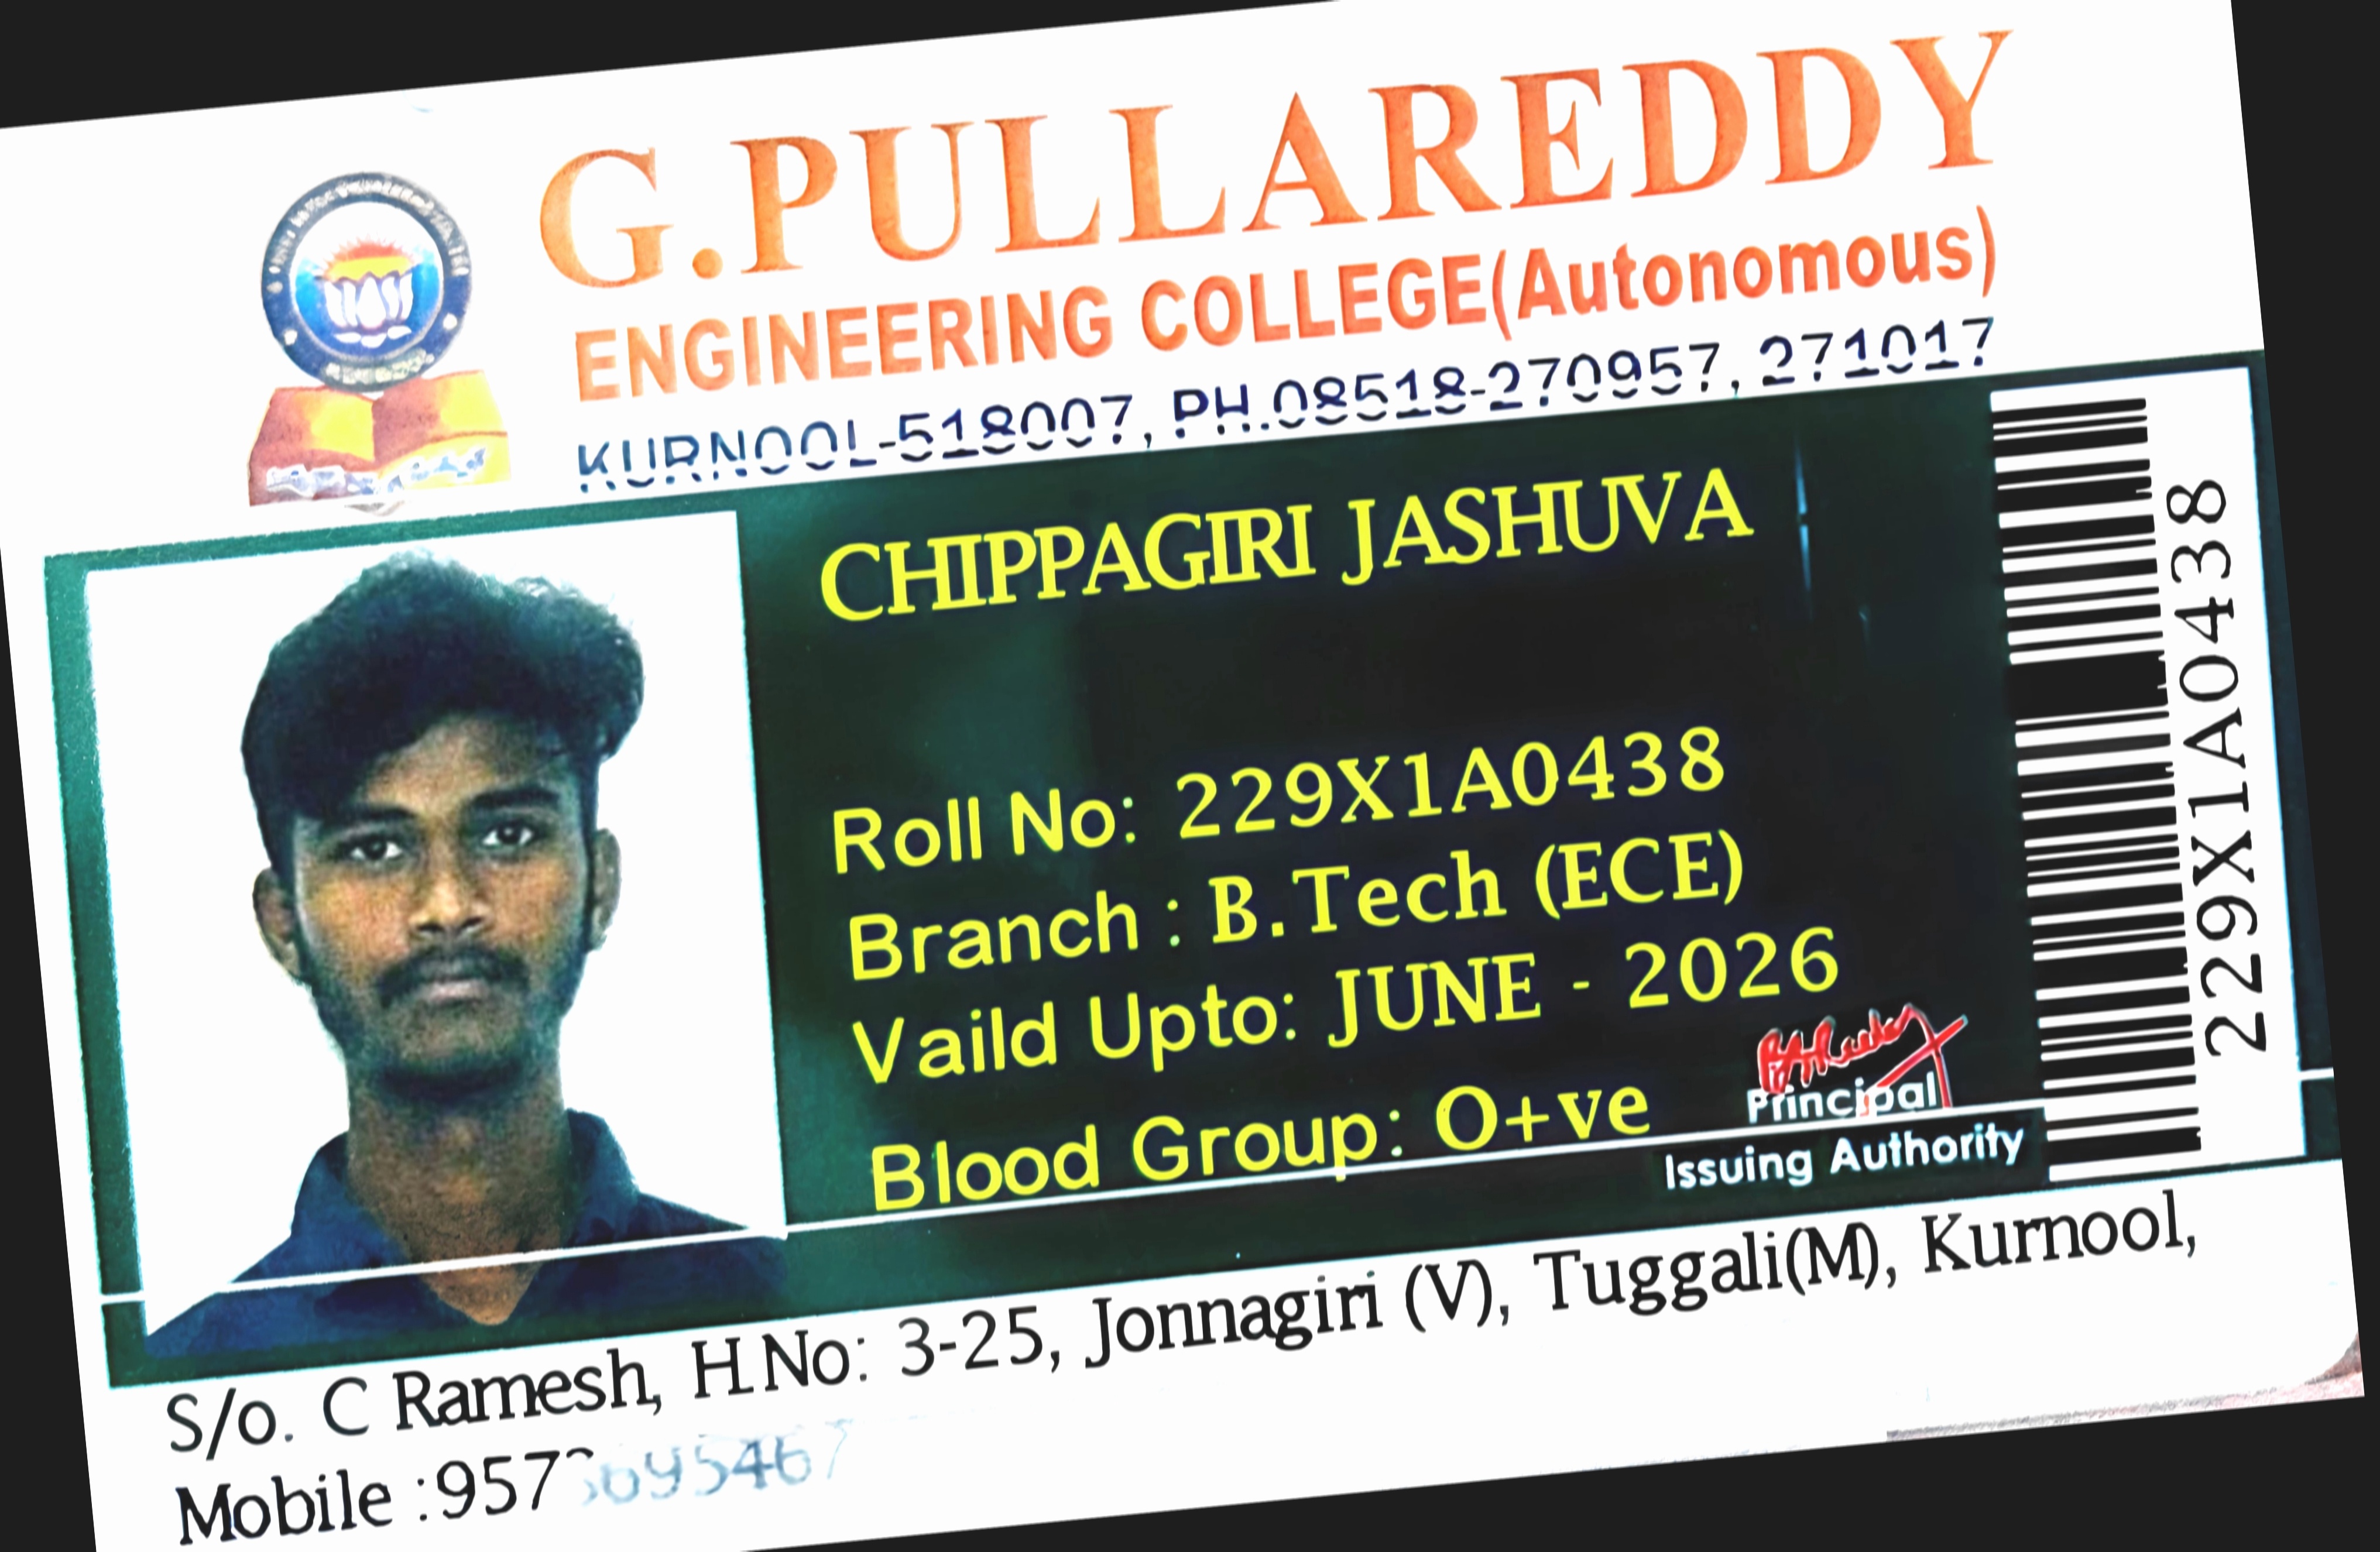 G.PULLAREDDY
ENGINEERING COLLEGE(Autonomous)
KURNOOL-518007, PH.08518-270957, 271017
CHIPPAGIRI JASHUVA
Roll No: 229X1A0438
Branch : B.Tech (ECE)
Vaild Upto: JUNE - 2026
Blood Group: O+ve
Principal
Issuing Authority
229X1A0438
S/o. C Ramesh, H.No: 3-25, Jonnagiri (V), Tuggali(M), Kurnool,
Mobile :